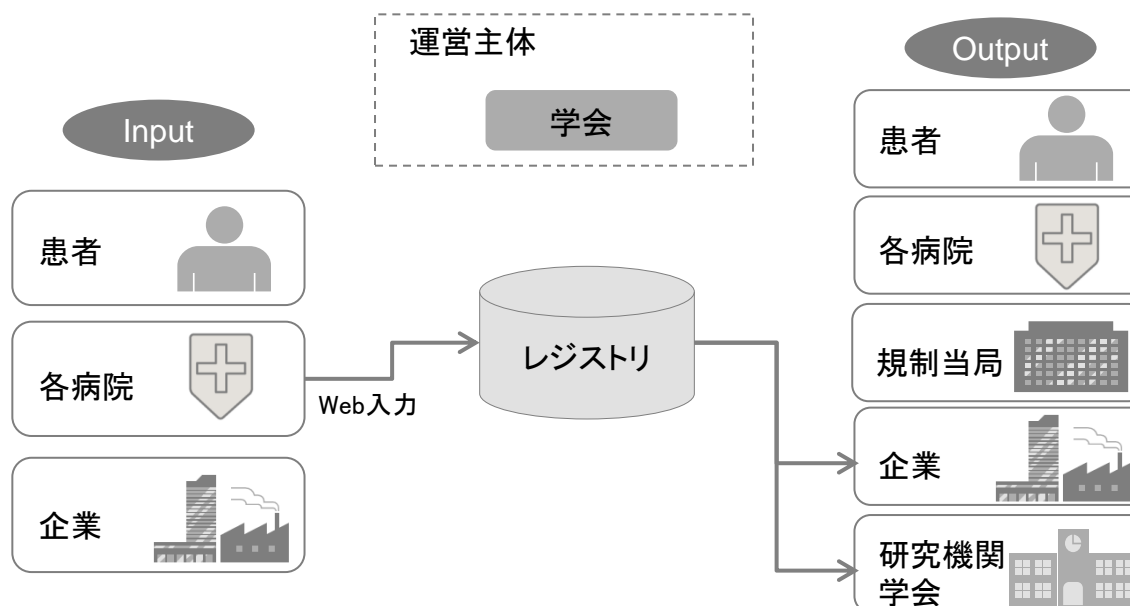 運営主体
学会
Input
患者
各病院
企業
Web入力
レジストリ
Output
患者
各病院
規制当局
企業
研究機関
学会